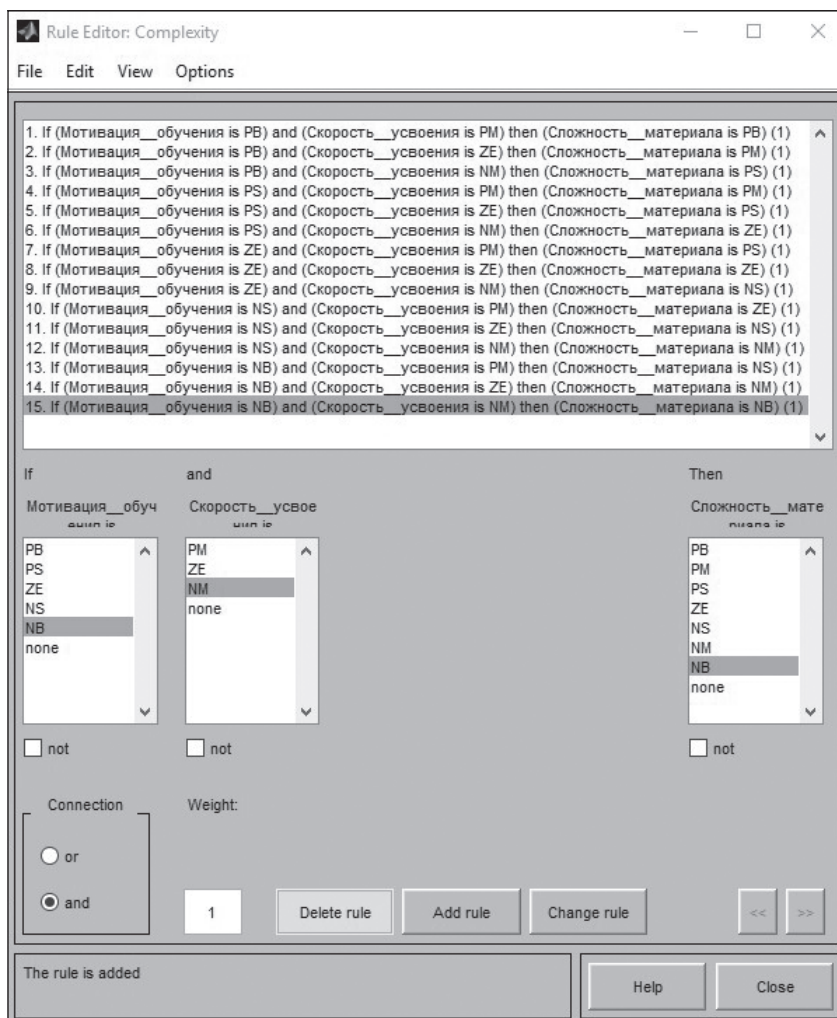 Rule Editor: Complexity
File Edit View Options
1. If (Мотивация__обучения is PB) and (Скорость__усвоения is PM) then (Сложность__материала is PB) (1)
2. If (Мотивация__обучения is PB) and (Скорость__усвоения is ZE) then (Сложность__материала is PM) (1)
3. If (Мотивация__обучения is PB) and (Скорость__усвоения is NM) then (Сложность__материала is PS) (1)
4. If (Мотивация__обучения is PS) and (Скорость__усвоения is PM) then (Сложность__материала is PM) (1)
5. If (Мотивация__обучения is PS) and (Скорость__усвоения is ZE) then (Сложность__материала is PS) (1)
6. If (Мотивация__обучения is PS) and (Скорость__усвоения is NM) then (Сложность__материала is ZE) (1)
7. If (Мотивация__обучения is ZE) and (Скорость__усвоения is PM) then (Сложность__материала is PS) (1)
8. If (Мотивация__обучения is ZE) and (Скорость__усвоения is ZE) then (Сложность__материала is ZE) (1)
9. If (Мотивация__обучения is ZE) and (Скорость__усвоения is NM) then (Сложность__материала is NS) (1)
10. If (Мотивация__обучения is NS) and (Скорость__усвоения is PM) then (Сложность__материала is ZE) (1)
11. If (Мотивация__обучения is NS) and (Скорость__усвоения is ZE) then (Сложность__материала is NS) (1)
12. If (Мотивация__обучения is NS) and (Скорость__усвоения is NM) then (Сложность__материала is NM) (1)
13. If (Мотивация__обучения is NB) and (Скорость__усвоения is PM) then (Сложность__материала is NS) (1)
14. If (Мотивация__обучения is NB) and (Скорость__усвоения is ZE) then (Сложность__материала is NM) (1)
15. If (Мотивация__обучения is NB) and (Скорость__усвоения is NM) then (Сложность__материала is NB) (1)
If and Then
Мотивация__обуч
ения is
Скорость__усвое
ния is
Сложность__мате
риала is
PB
PS
ZE
NS
NB
none
PM
ZE
NM
none
PB
PM
PS
ZE
NS
NM
NB
none
not not not
Connection
or
and
Weight:
1
Delete rule Add rule Change rule << >>
The rule is added
Help Close